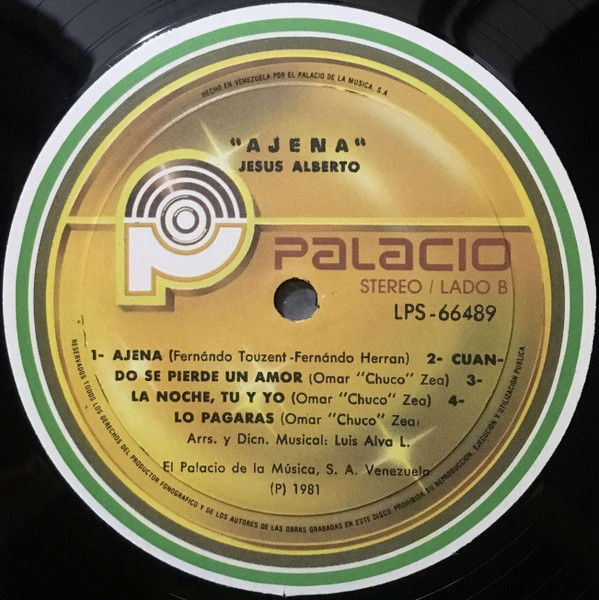 HECHO EN VENEZUELA POR EL PALACIO DE LA MUSICA, S.A.
"AJENA"
JESUS ALBERTO
P
PALACIO
STEREO / LADO B
LPS-66489
1- AJENA (Fernándo Touzent-Fernándo Herran) 2- CUAN-
DO SE PIERDE UN AMOR (Omar "Chuco" Zea) 3-
LA NOCHE, TU Y YO (Omar "Chuco" Zea) 4-
LO PAGARAS (Omar "Chuco" Zea)
Arrs. y Dicn. Musical: Luis Alva L.
El Palacio de la Música, S. A. Venezuela
(P) 1981
RESERVADOS TODOS LOS DERECHOS DEL PRODUCTOR FONOGRAFICO Y DE LOS AUTORES DE LAS OBRAS GRABADAS EN ESTE DISCO. PROHIBIDA SU REPRODUCCION, EJECUCION Y UTILIZACION PUBLICA